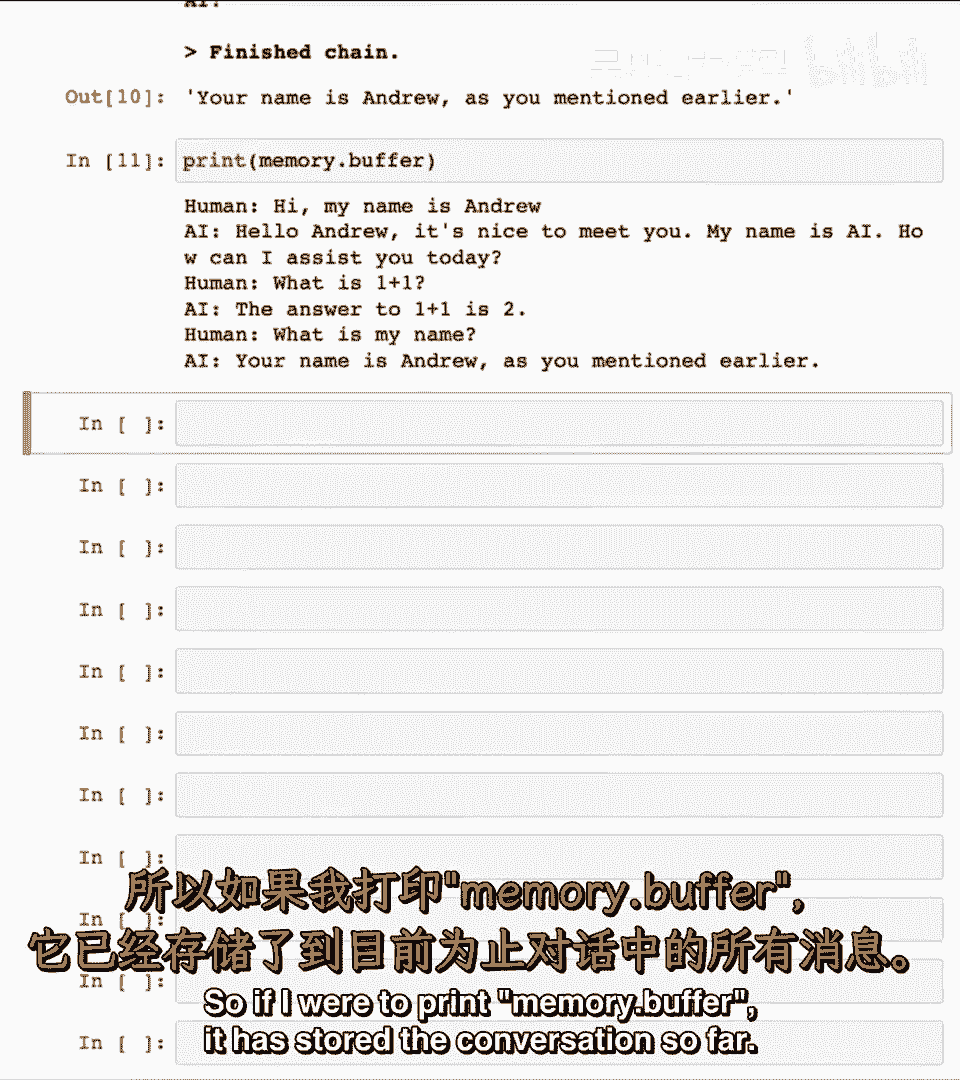 AI:
> Finished chain.
bilibili
Out[10]: 'Your name is Andrew, as you mentioned earlier.'
In [11]: print(memory.buffer)
Human: Hi, my name is Andrew
AI: Hello Andrew, it's nice to meet you. My name is AI. Ho
w can I assist you today?
Human: What is 1+1?
AI: The answer to 1+1 is 2.
Human: What is my name?
AI: Your name is Andrew, as you mentioned earlier.
In [ ]:
In [ ]:
In [ ]:
In [ ]:
In [ ]:
In [ ]:
In [ ]:
In [ ]:
所以如果我打印"memory.buffer",
In [ ]:
它已经存储了到目前为止对话中的所有消息。
In [ ]:
So if I were to print "memory.buffer",
it has stored the conversation so far.
In [ ]: